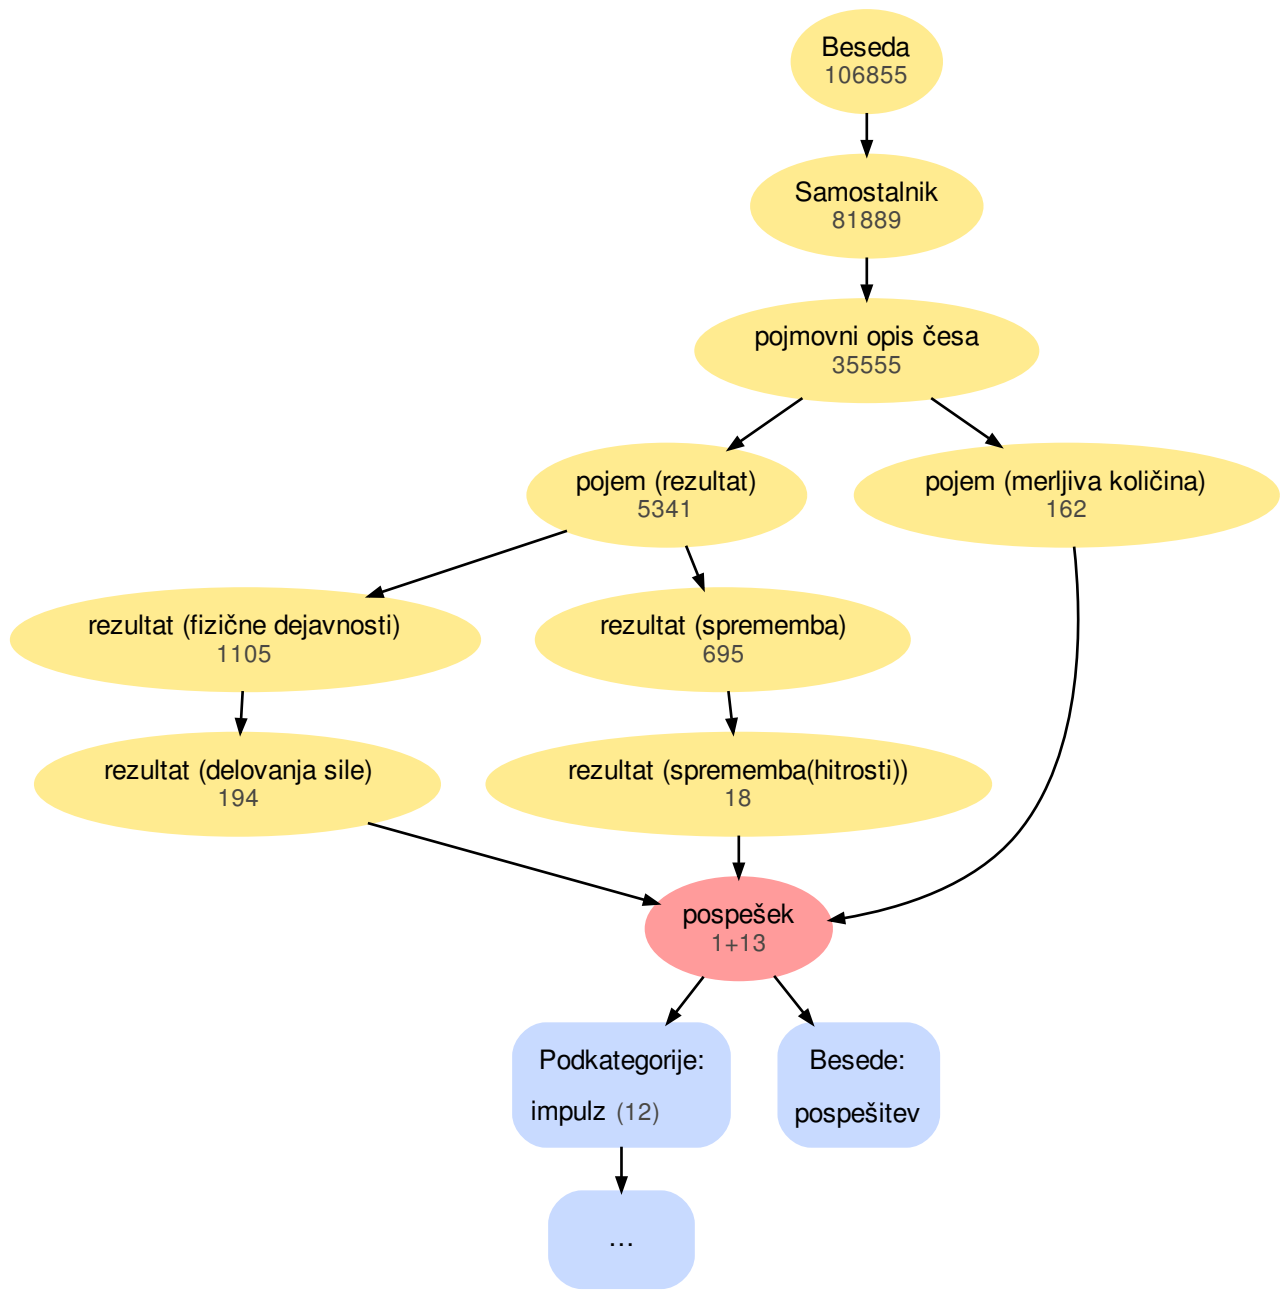 Beseda
106855
Samostalnik
81889
pojmovni opis česa
35555
pojem (rezultat)
5341
pojem (merljiva količina)
162
rezultat (fizične dejavnosti)
1105
rezultat (sprememba)
695
rezultat (delovanja sile)
194
rezultat (sprememba(hitrosti))
18
pospešek
1+13
Podkategorije:
impulz (12)
Besede:
pospešitev
...